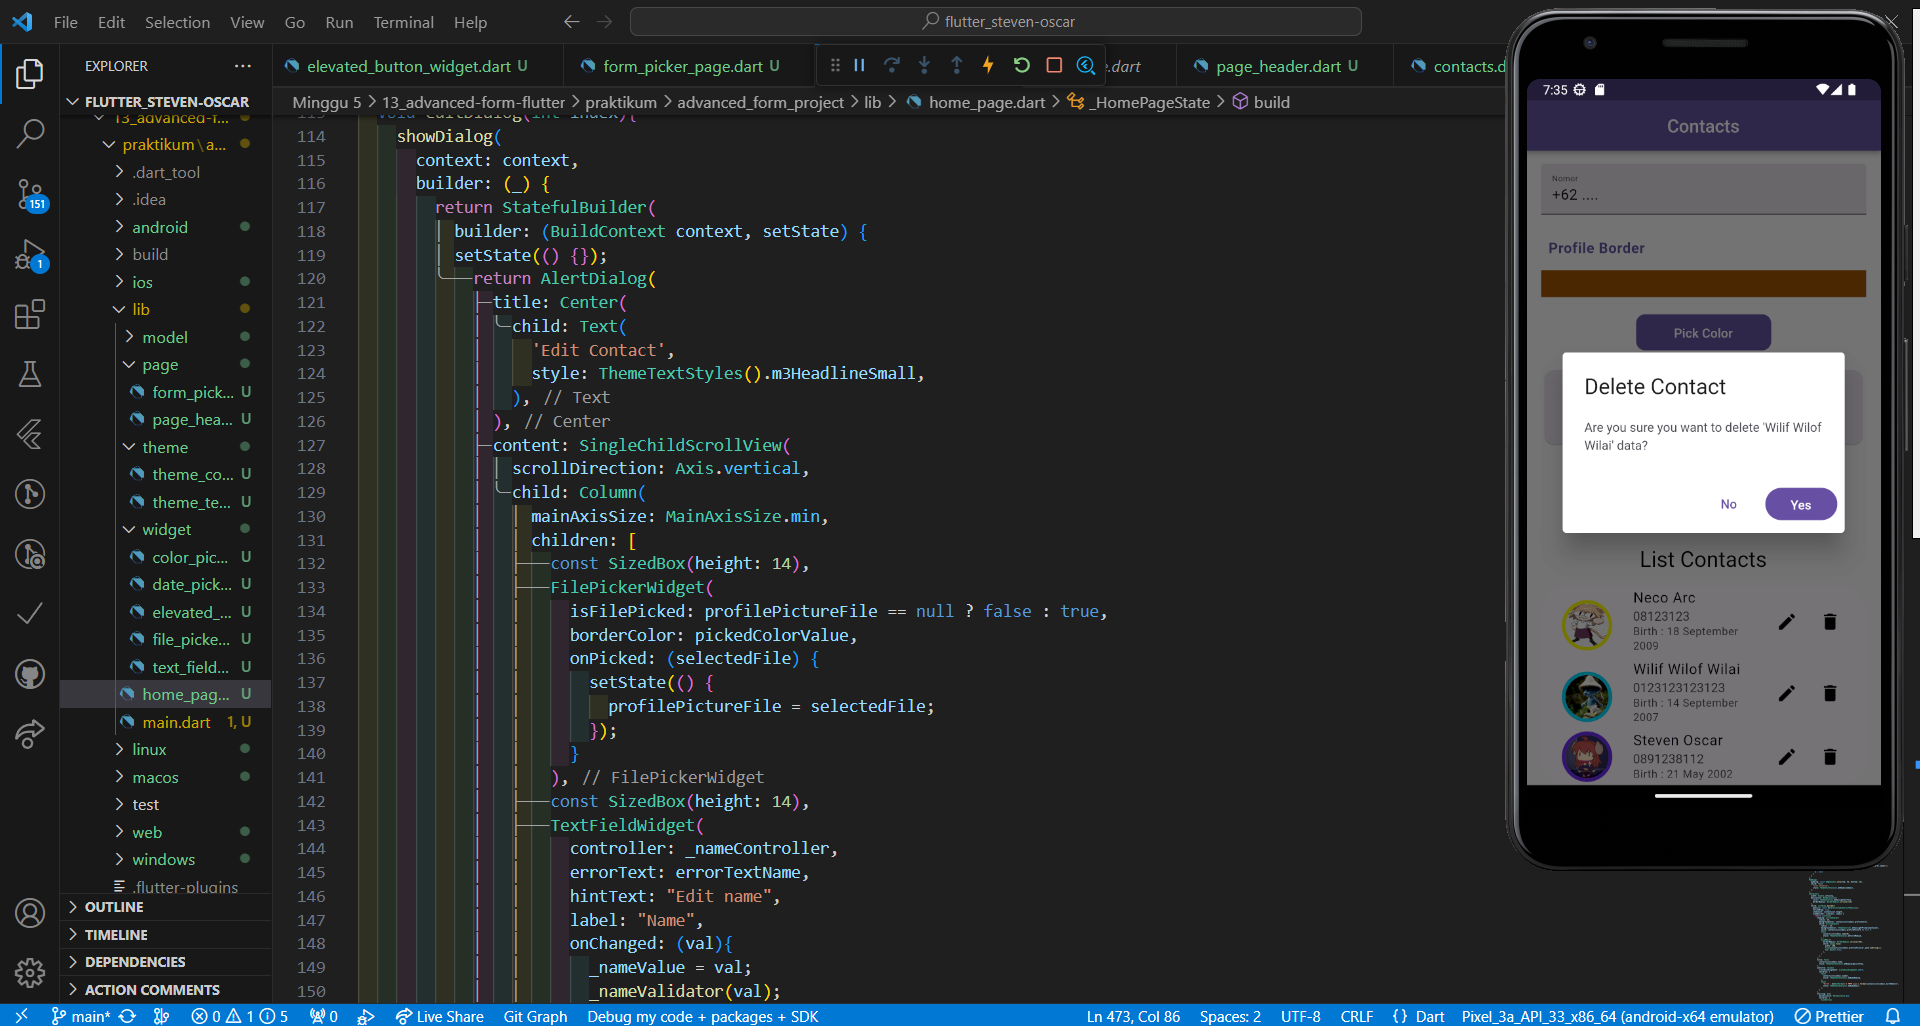 File Edit Selection View Go Run Terminal Help
flutter_steven-oscar
EXPLORER
elevated_button_widget.dart U
form_picker_page.dart U
page_header.dart U
FLUTTER_STEVEN-OSCAR
Minggu 5 > 13_advanced-form-flutter > praktikum > advanced_form_project > lib > home_page.dart > _HomePageState > build
13_advanced-f...
praktikum\a...
.dart_tool
.idea
android
build
ios
lib
model
page
form_pick... U
page_hea... U
theme
theme_co... U
theme_te... U
widget
color_pic... U
date_pick... U
elevated_... U
file_picke... U
text_field... U
home_pag... U
main.dart 1, U
linux
macos
test
web
windows
.flutter-plugins
OUTLINE
TIMELINE
DEPENDENCIES
ACTION COMMENTS
151
1
113 void editDialog(int index){
114 showDialog(
115 context: context,
116 builder: (_) {
117 return StatefulBuilder(
118 builder: (BuildContext context, setState) {
119 setState(() {});
120 return AlertDialog(
121 title: Center(
122 child: Text(
123 'Edit Contact',
124 style: ThemeTextStyles().m3HeadlineSmall,
125 ), // Text
126 ), // Center
127 content: SingleChildScrollView(
128 scrollDirection: Axis.vertical,
129 child: Column(
130 mainAxisSize: MainAxisSize.min,
131 children: [
132 const SizedBox(height: 14),
133 FilePickerWidget(
134 isFilePicked: profilePictureFile == null ? false : true,
135 borderColor: pickedColorValue,
136 onPicked: (selectedFile) {
137 setState(() {
138 profilePictureFile = selectedFile;
139 });
140 }
141 ), // FilePickerWidget
142 const SizedBox(height: 14),
143 TextFieldWidget(
144 controller: _nameController,
145 errorText: errorTextName,
146 hintText: "Edit name",
147 label: "Name",
148 onChanged: (val){
149 _nameValue = val;
150 _nameValidator(val);
7:35
Contacts
Nomor
+62 ....
Profile Border
Pick Color
Delete Contact
Are you sure you want to delete 'Wilif Wilof
Wilai' data?
No Yes
List Contacts
Neco Arc
08123123
Birth : 18 September
2009
Wilif Wilof Wilai
0123123123123
Birth : 14 September
2007
Steven Oscar
0891238112
Birth : 21 May 2002
main* 0 1 5 0 Live Share Git Graph Debug my code + packages + SDK Ln 473, Col 86 Spaces: 2 UTF-8 CRLF {} Dart Pixel_3a_API_33_x86_64 (android-x64 emulator) Prettier